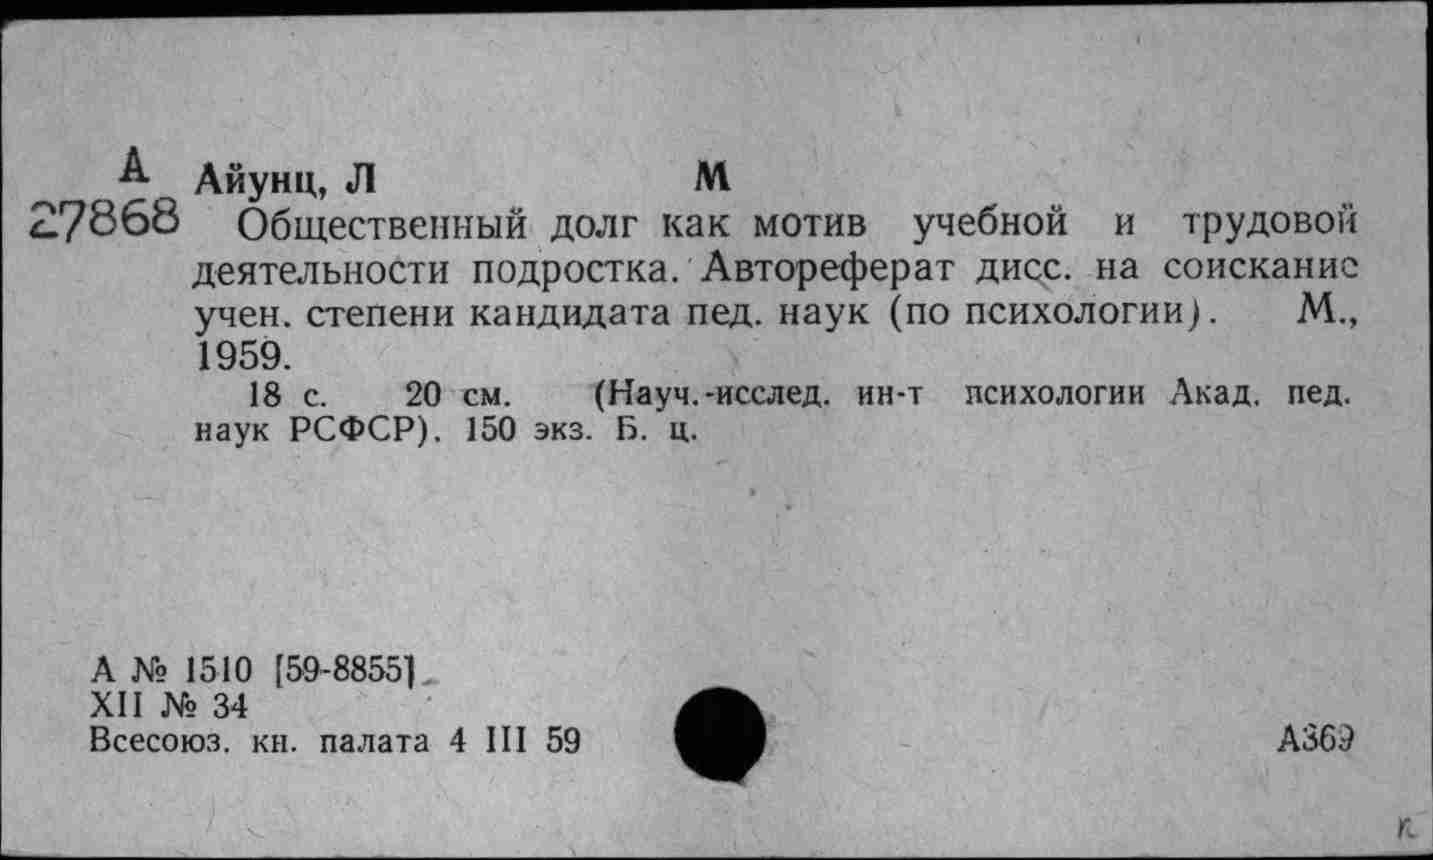 А Айунц, Л М
27868 Общественный долг как мотив учебной и трудовой
деятельности подростка. Автореферат дисс. на соискание
учен. степени кандидата пед. наук (по психологии). М.,
1959.
18 с. 20 см. (Науч.-исслед. ин-т психологии Акад. пед.
наук РСФСР). 150 экз. Б. ц.
А № 1510 [59-8855]
XII № 34
Всесоюз. кн. палата 4 III 59
А369